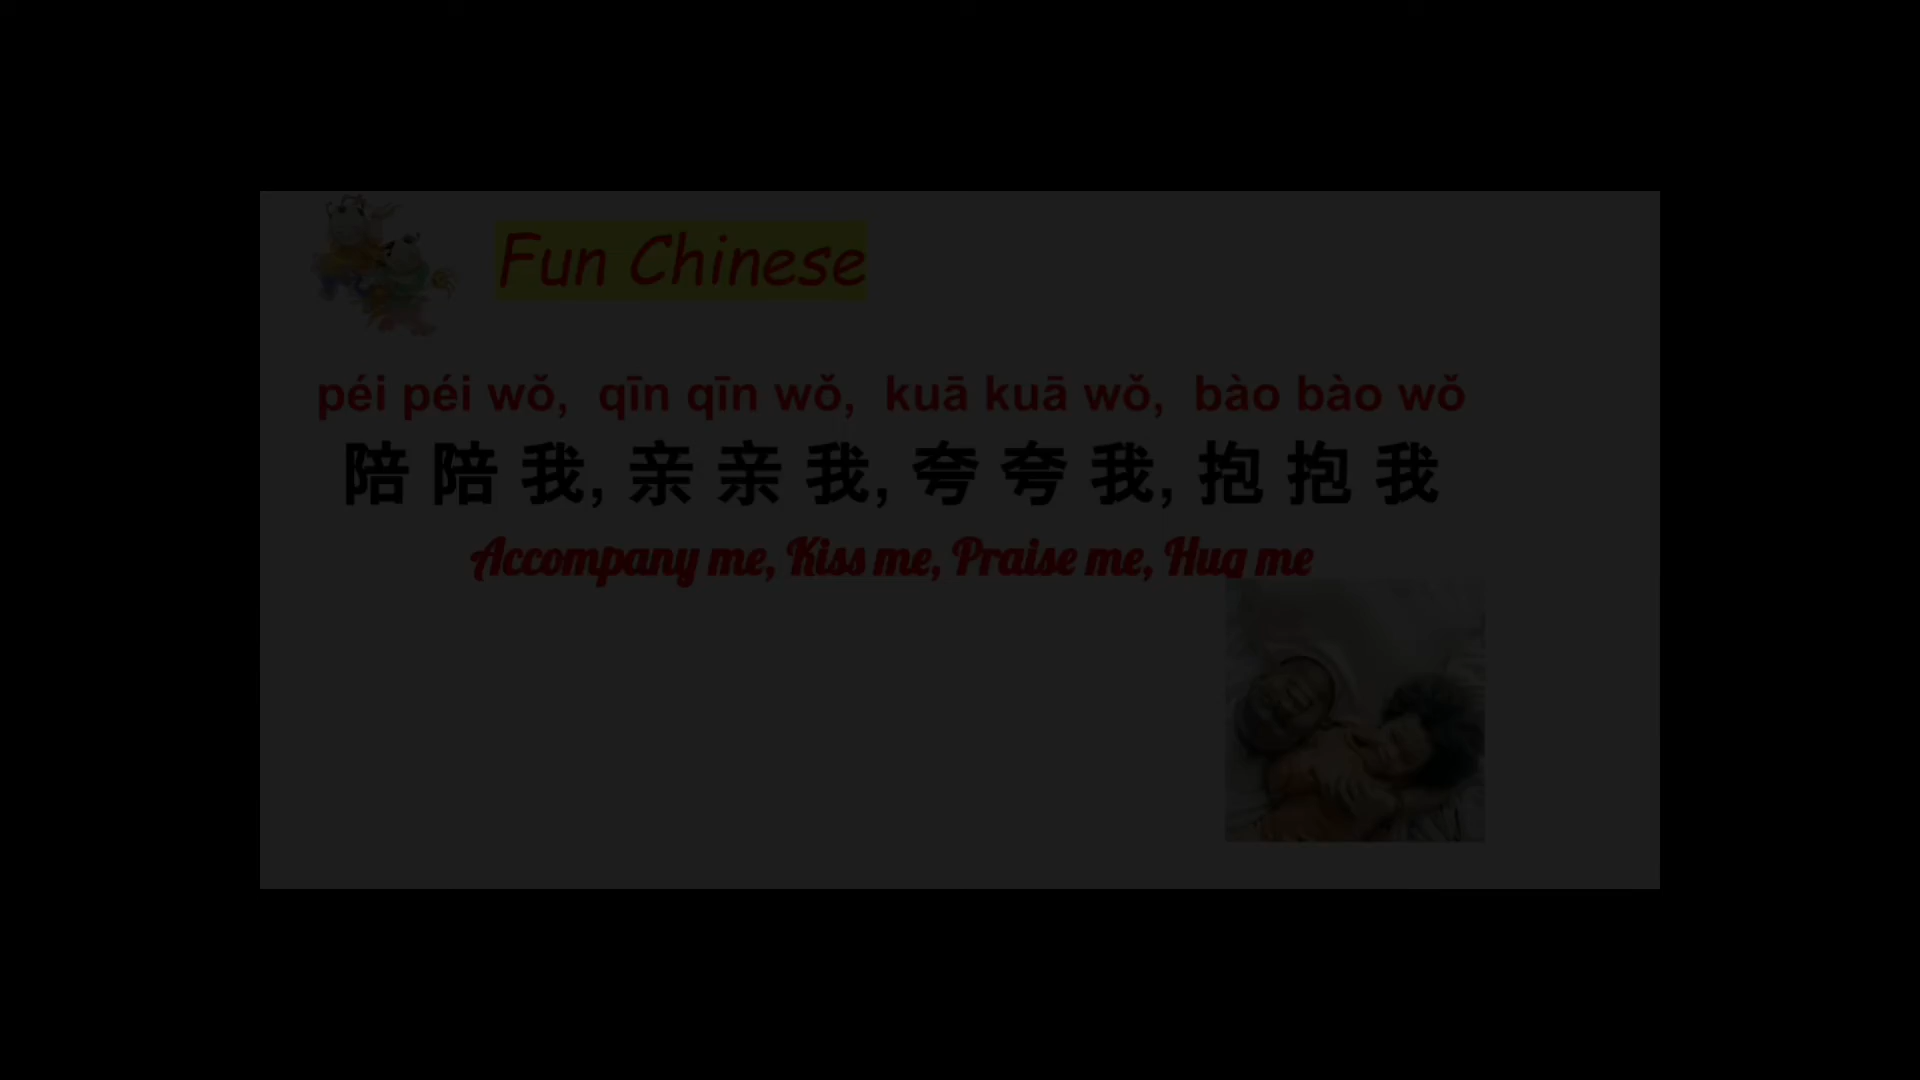 Fun Chinese
péi péi wǒ, qīn qīn wǒ, kuā kuā wǒ, bào bào wǒ
陪 陪 我, 亲 亲 我, 夸 夸 我, 抱 抱 我
Accompany me, Kiss me, Praise me, Hug me